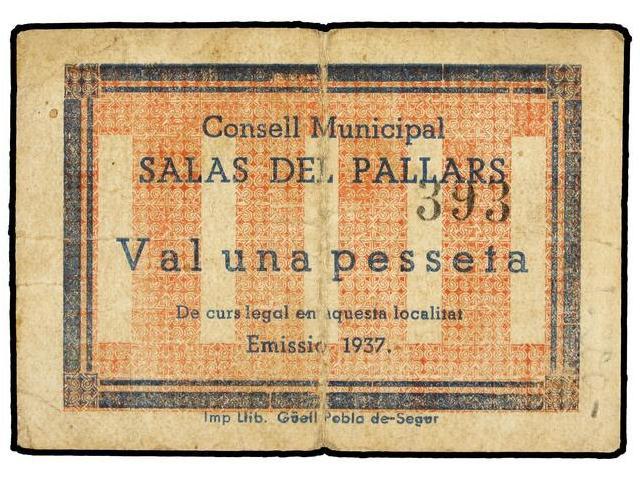 Consell Municipal
SALAS DEL PALLARS
393
Val una pesseta
De curs legal en aquesta localitat
Emissió 1937.-
Imp Llib. Güell Pobla de-Segur